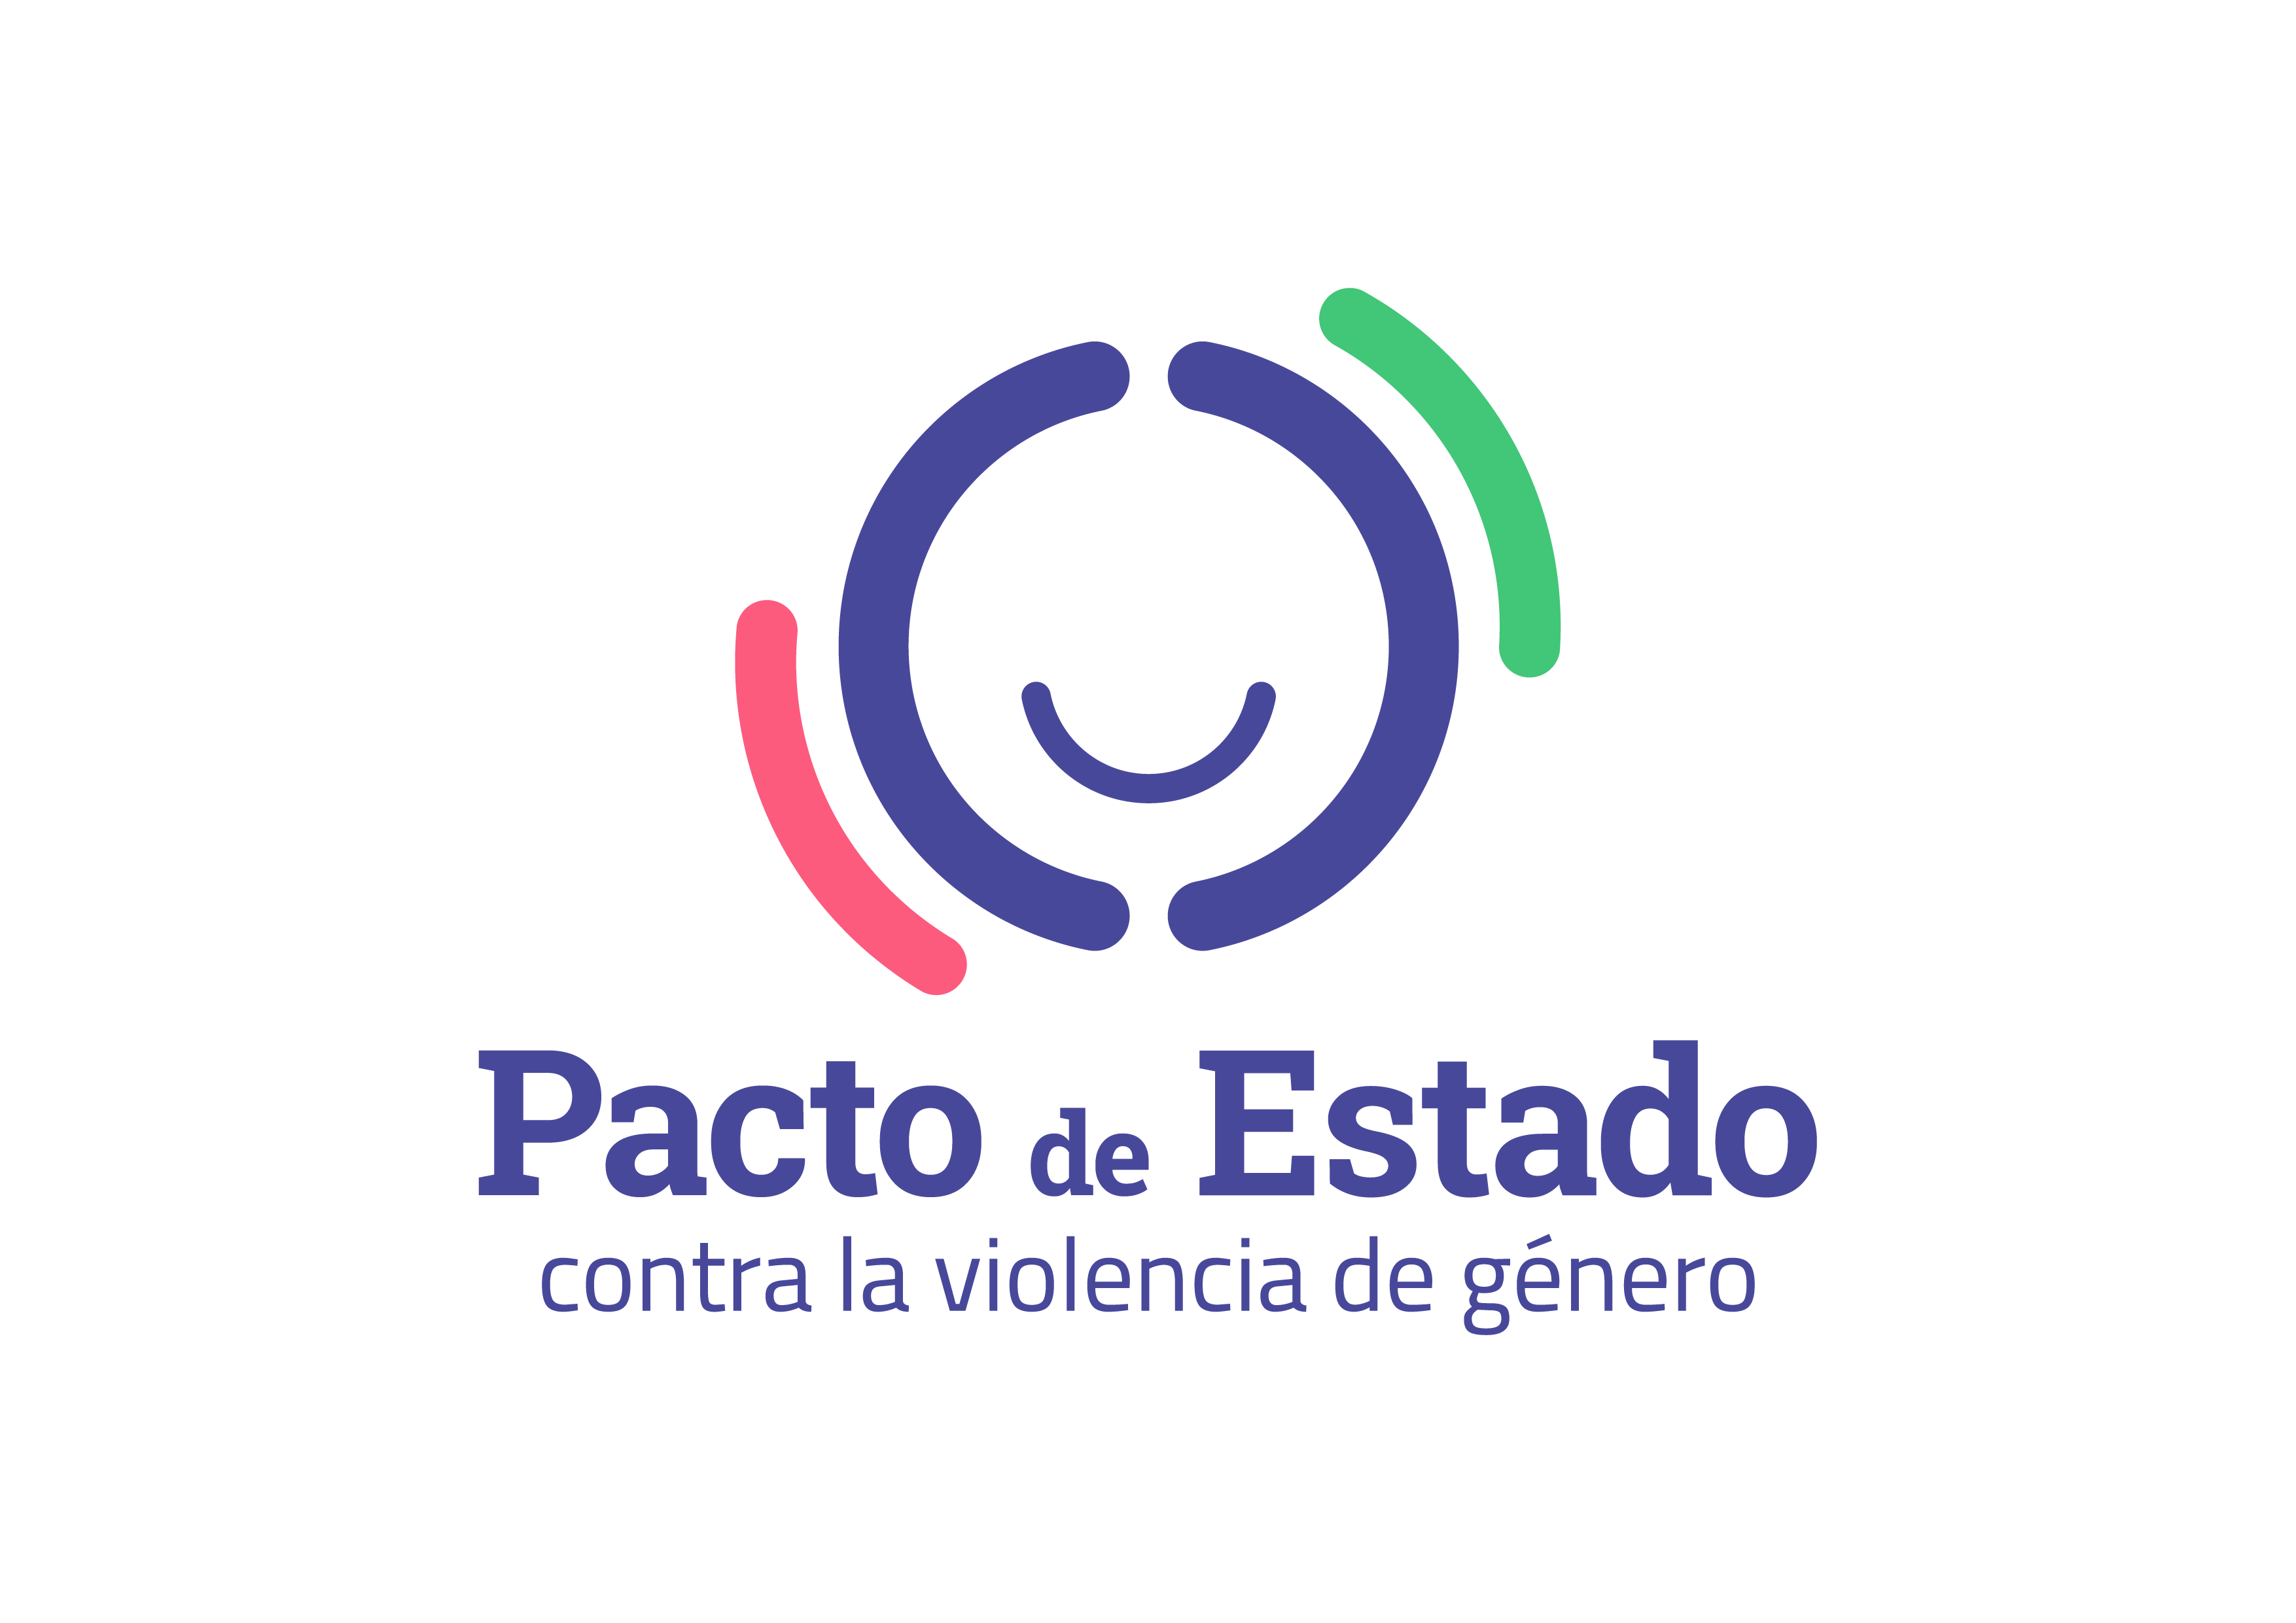 Pacto de Estado
contra la violencia de género